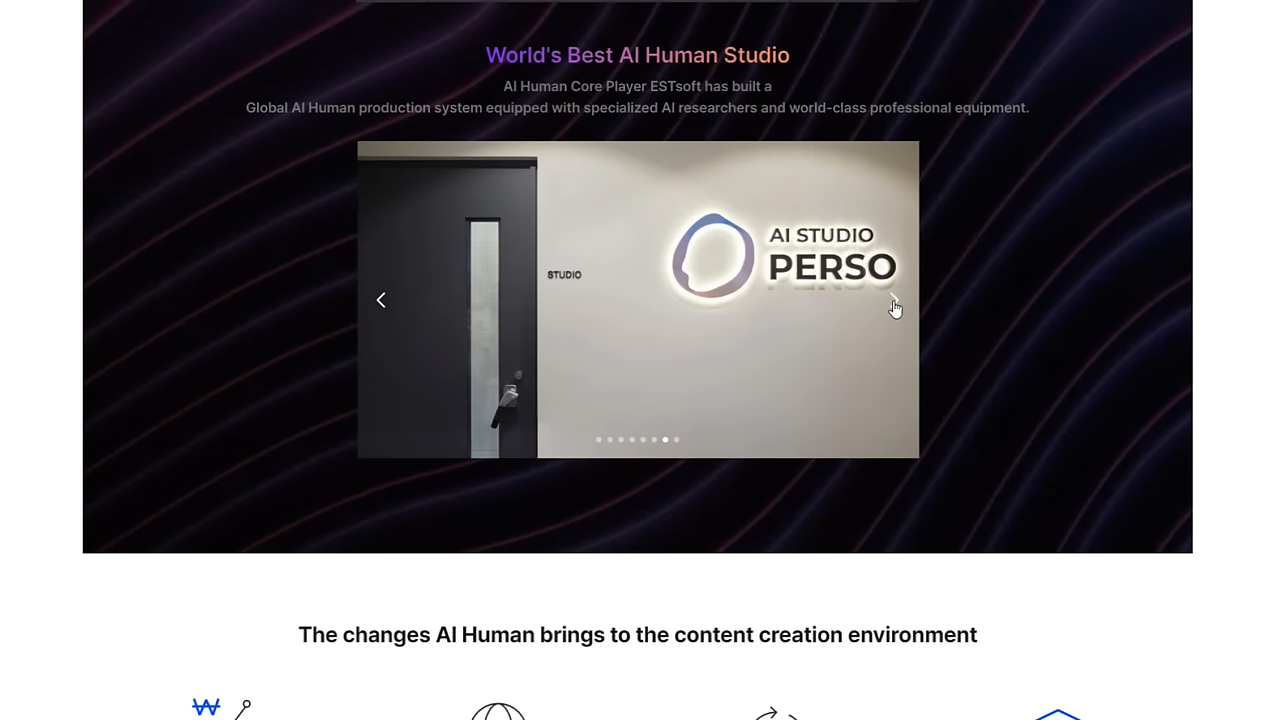 World's Best AI Human Studio
AI Human Core Player ESTsoft has built a
Global AI Human production system equipped with specialized AI researchers and world-class professional equipment.
STUDIO
AI STUDIO
PERSO
The changes AI Human brings to the content creation environment